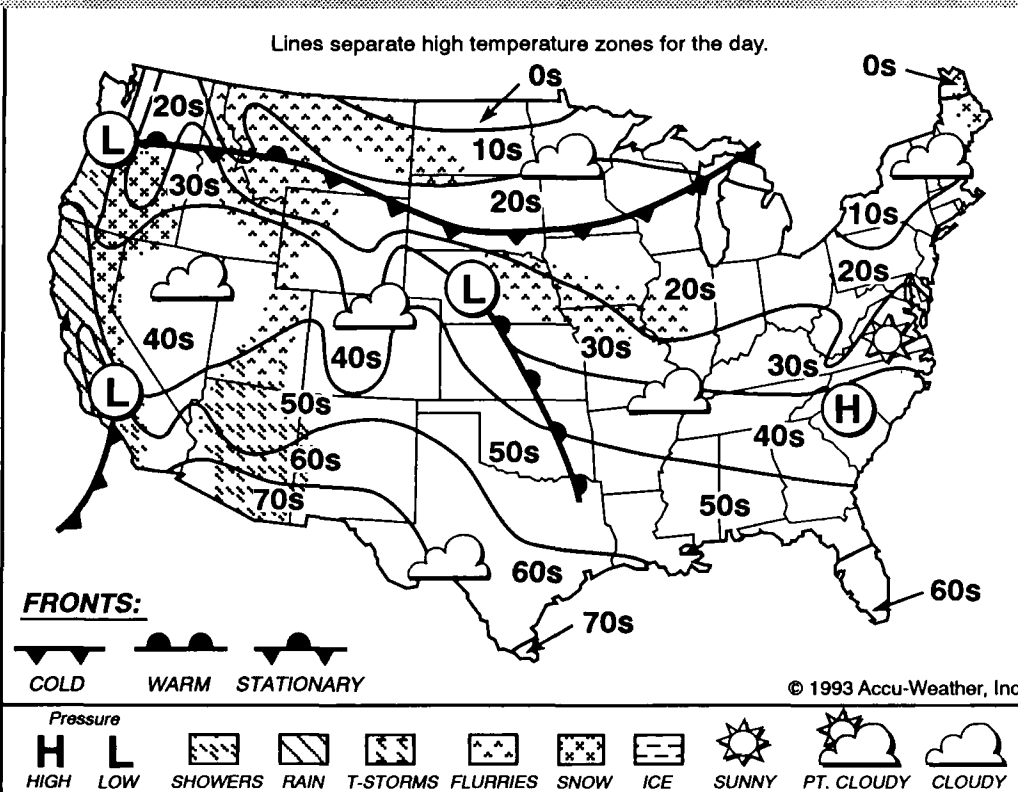 Lines separate high temperature zones for the day.
0s
0s
20s
10s
L
30s
20s
10s
20s
L
20s
40s
40s
30s
30s
L
50s
H
40s
60s
50s
70s
50s
60s
60s
70s
FRONTS:
COLD WARM STATIONARY
© 1993 Accu-Weather, Inc
Pressure
H L
HIGH LOW SHOWERS RAIN T-STORMS FLURRIES SNOW ICE SUNNY PT. CLOUDY CLOUDY